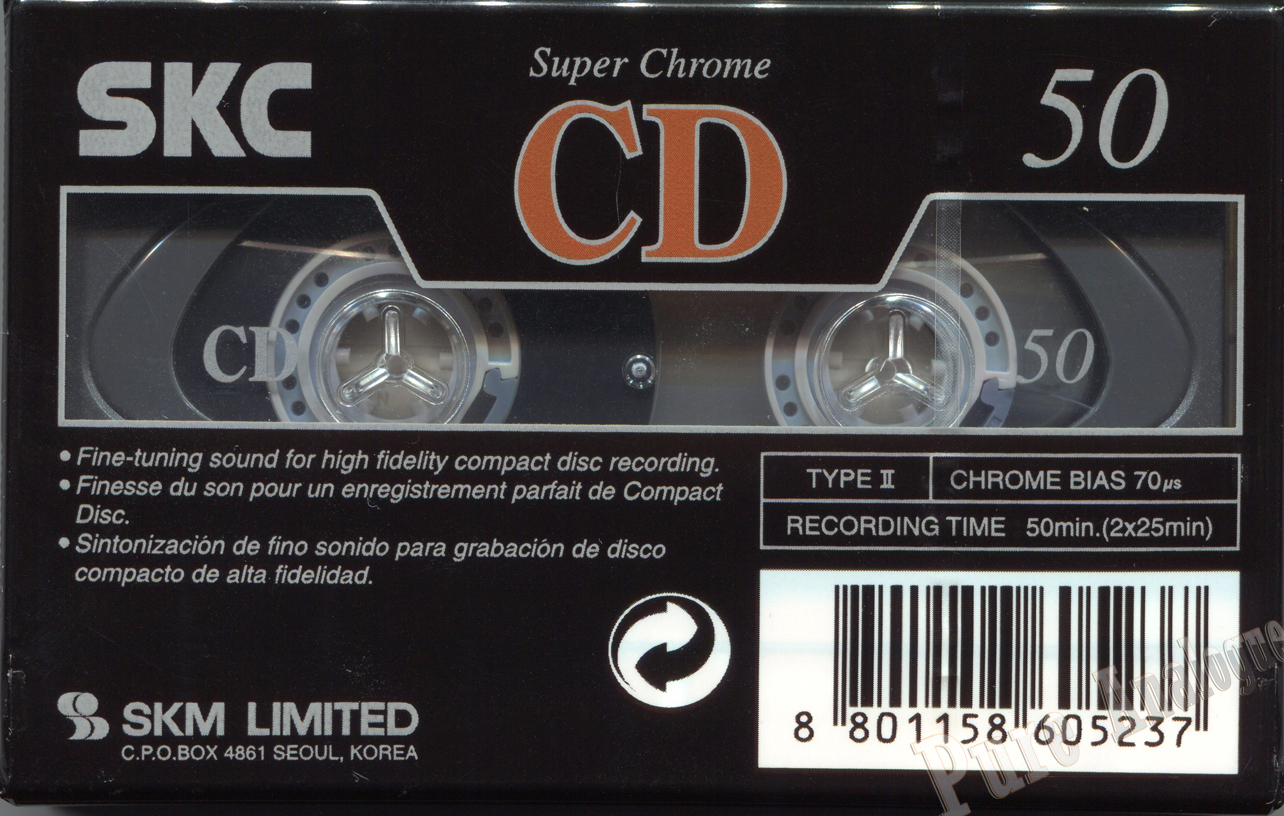 SKC
Super Chrome
CD
50
CD
50
• Fine-tuning sound for high fidelity compact disc recording.
• Finesse du son pour un enregistrement parfait de Compact
Disc.
• Sintonización de fino sonido para grabación de disco
compacto de alta fidelidad.
TYPE II
CHROME BIAS 70µs
RECORDING TIME 50min.(2x25min)
SKM LIMITED
C.P.O.BOX 4861 SEOUL, KOREA
8 801158 605237
Pure Analogue